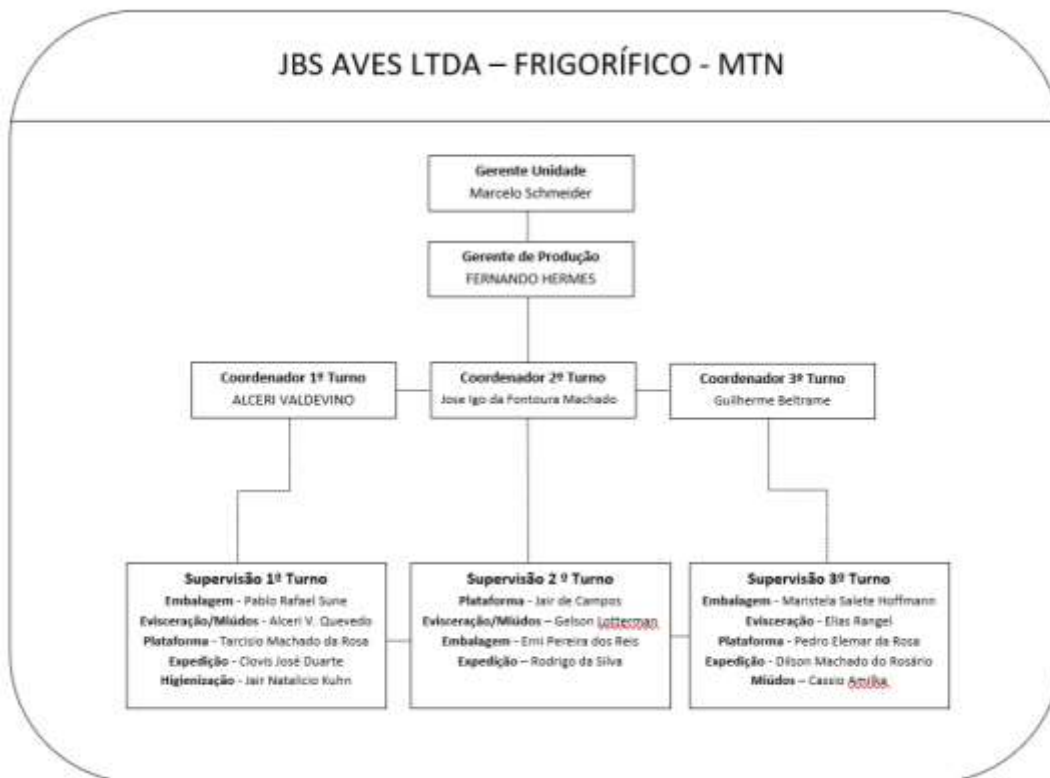 JBS AVES LTDA – FRIGORÍFICO - MTN
Gerente Unidade
Marcelo Schmeider
Gerente de Produção
FERNANDO HERMES
Coordenador 1º Turno
ALCERI VALDEVINO
Coordenador 2º Turno
Jose Igo da Fontoura Machado
Coordenador 3º Turno
Guilherme Beltrame
Supervisão 1º Turno
Embalagem - Pablo Rafael Sune
Evisceração/Miúdos - Alceri V. Quevedo
Plataforma - Tarcisio Machado da Rosa
Expedição - Clovis José Duarte
Higienização - Jair Natalicio Kuhn
Supervisão 2 º Turno
Plataforma - Jair de Campos
Evisceração/Miúdos – Gelson Lotterman
Embalagem - Erni Pereira dos Reis
Expedição – Rodrigo da Silva
Supervisão 3º Turno
Embalagem - Maristela Salete Hoffmann
Evisceração - Elias Rangel
Plataforma - Pedro Elemar da Rosa
Expedição - Dilson Machado do Rosário
Miúdos – Cassio Amilka